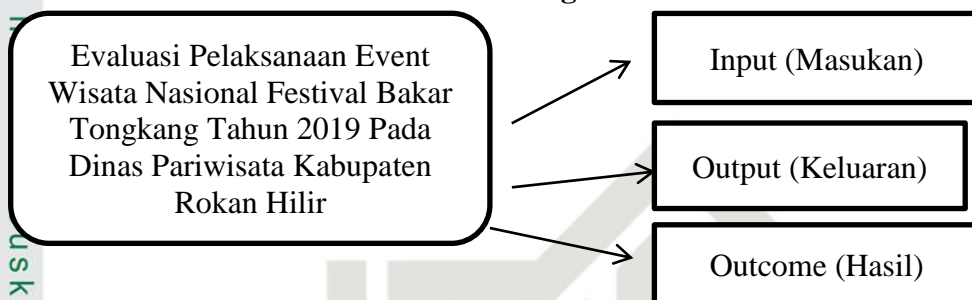 Evaluasi Pelaksanaan Event
Wisata Nasional Festival Bakar
Tongkang Tahun 2019 Pada
Dinas Pariwisata Kabupaten
Rokan Hilir
Input (Masukan)
Output (Keluaran)
Outcome (Hasil)